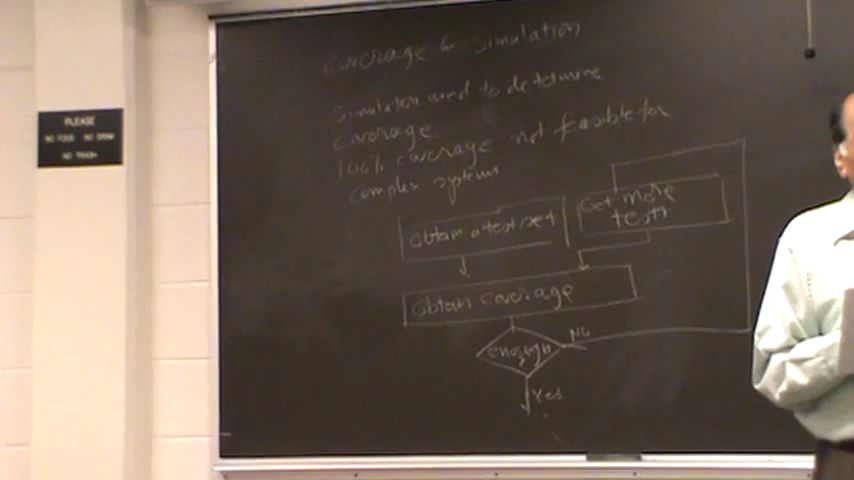 PLEASE
NO FOOD NO DRINK
NO TRASH
Coverage & Simulation
Simulation used to determine
coverage
100% coverage not feasible for
complex systems
Obtain a test set
Get more
tests
Obtain coverage
enough
?
No
Yes